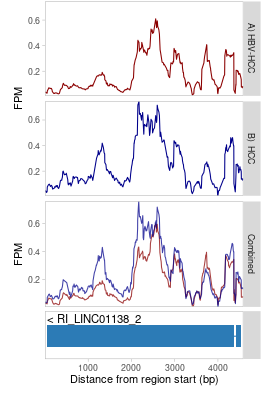 0.6
0.4
0.2
A) HBV-HCC
FPM
0.6
0.4
0.2
B) HCC
0.6
0.4
0.2
Combined
FPM
< RI_LINC01138_2
1000 2000 3000 4000
Distance from region start (bp)